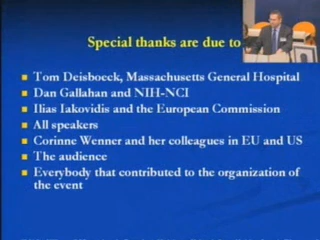 Special thanks are due to
Tom Deisboeck, Massachusetts General Hospital
Dan Gallahan and NIH-NCI
Ilias Iakovidis and the European Commission
All speakers
Corinne Wenner and her colleagues in EU and US
The audience
Everybody that contributed to the organization of
the event